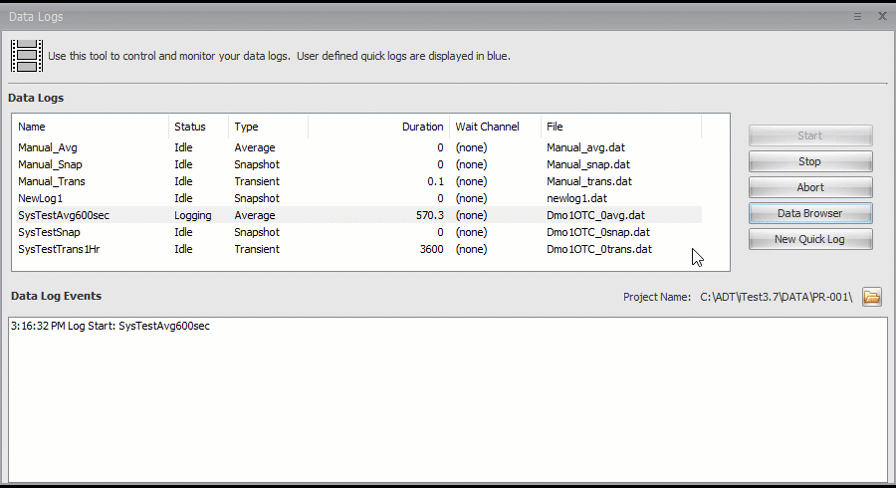 Data Logs
Use this tool to control and monitor your data logs. User defined quick logs are displayed in blue.
Data Logs
Name Status Type Duration Wait Channel File
Manual_Avg Idle Average 0 (none) Manual_avg.dat
Manual_Snap Idle Snapshot 0 (none) Manual_snap.dat
Manual_Trans Idle Transient 0.1 (none) Manual_trans.dat
NewLog1 Idle Snapshot 0 (none) newlog1.dat
SysTestAvg600sec Logging Average 570.3 (none) Dmo1OTC_0avg.dat
SysTestSnap Idle Snapshot 0 (none) Dmo1OTC_0snap.dat
SysTestTrans1Hr Idle Transient 3600 (none) Dmo1OTC_0trans.dat
Start
Stop
Abort
Data Browser
New Quick Log
Data Log Events
Project Name: C:\ADT\Test3.7\DATA\PR-001\
3:16:32 PM Log Start: SysTestAvg600sec